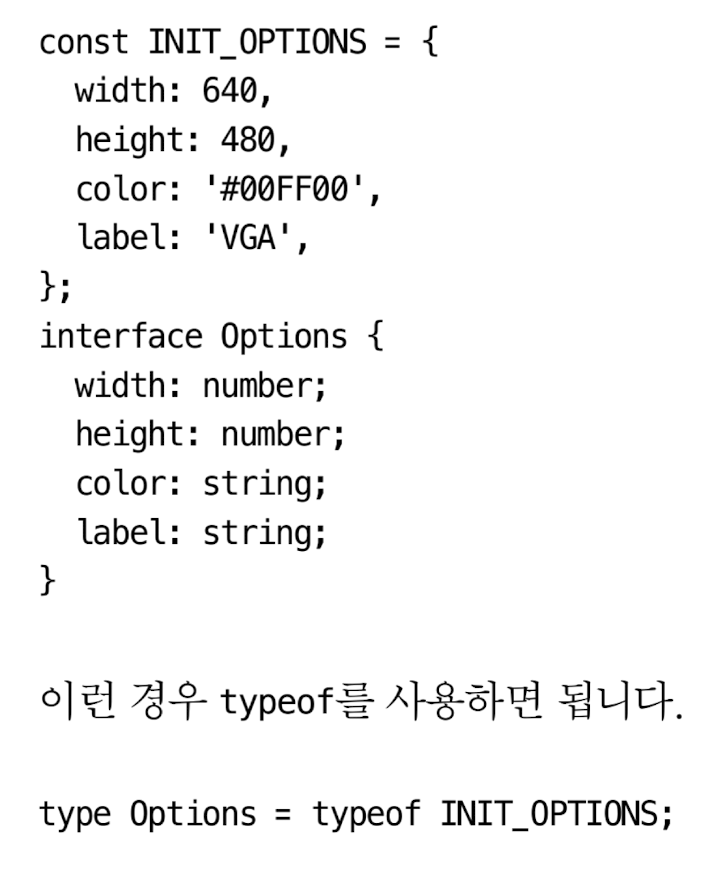 const INIT_OPTIONS = {
  width: 640,
  height: 480,
  color: '#00FF00',
  label: 'VGA',
};
interface Options {
  width: number;
  height: number;
  color: string;
  label: string;
}
이런 경우 typeof를 사용하면 됩니다.
type Options = typeof INIT_OPTIONS;